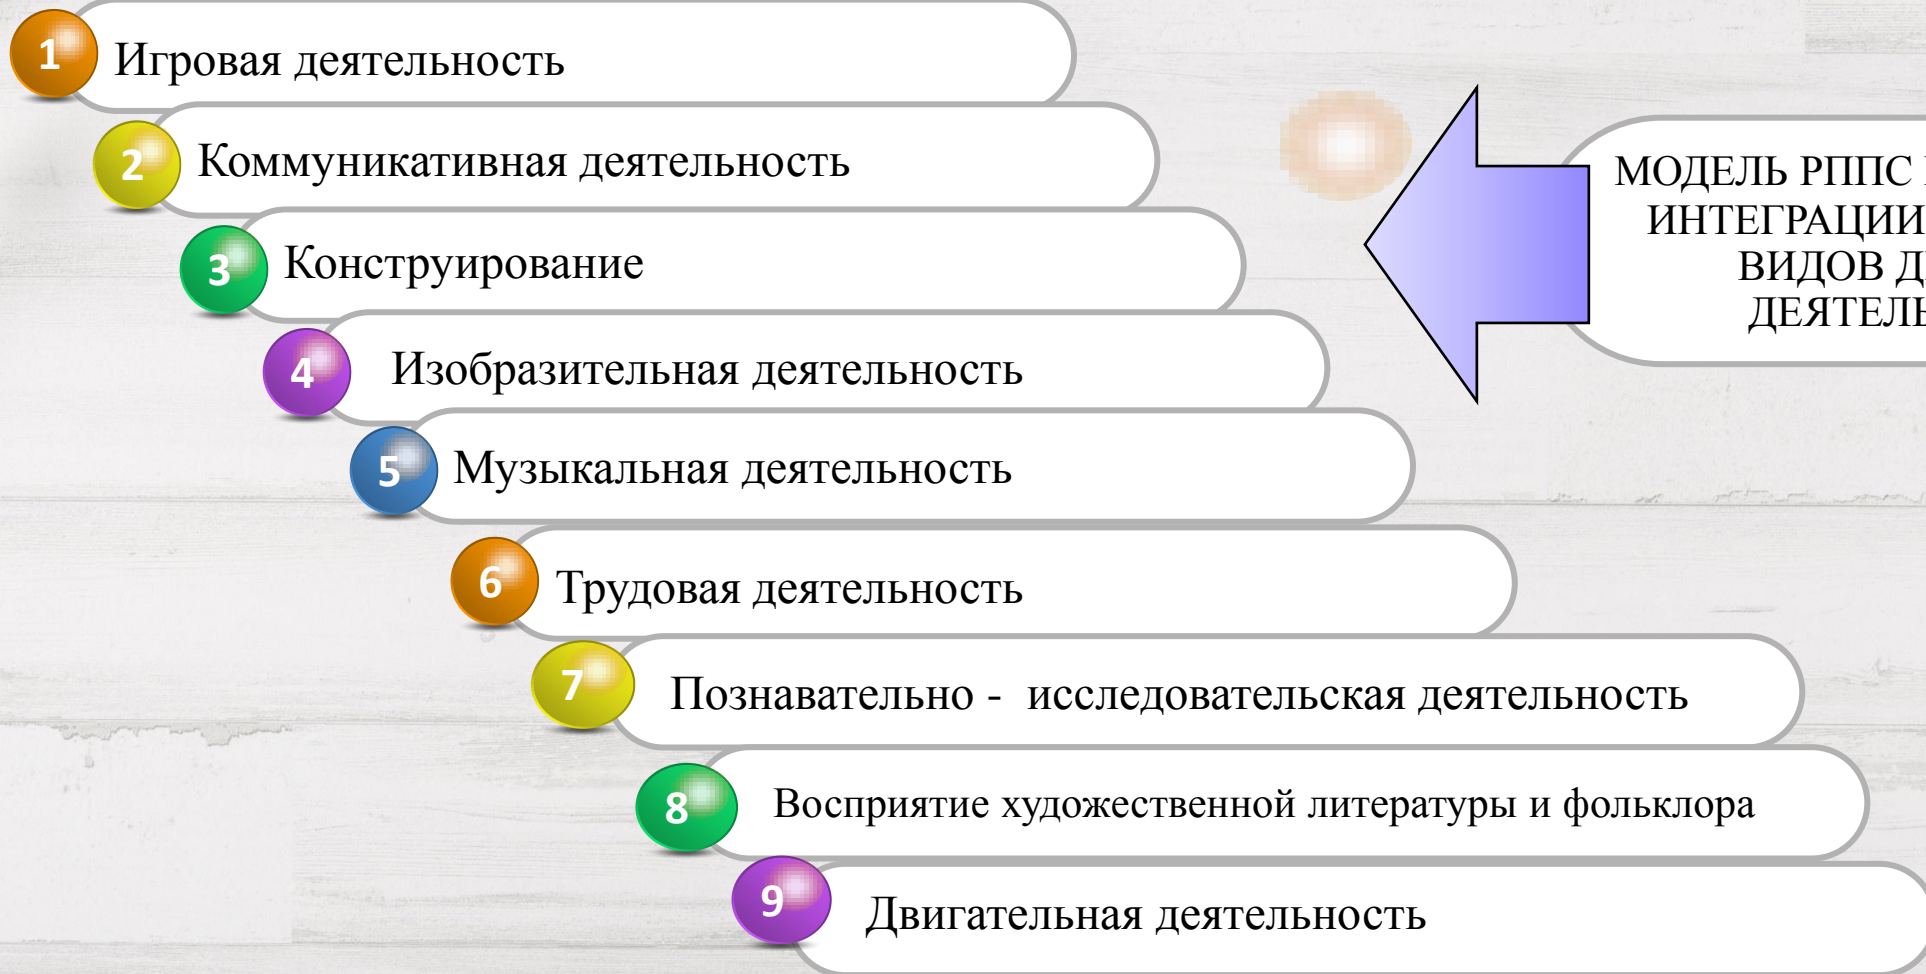 1 Игровая деятельность
2 Коммуникативная деятельность
3 Конструирование
4 Изобразительная деятельность
5 Музыкальная деятельность
6 Трудовая деятельность
7 Познавательно - исследовательская деятельность
8 Восприятие художественной литературы и фольклора
9 Двигательная деятельность
МОДЕЛЬ РППС
ИНТЕГРАЦИИ
ВИДОВ